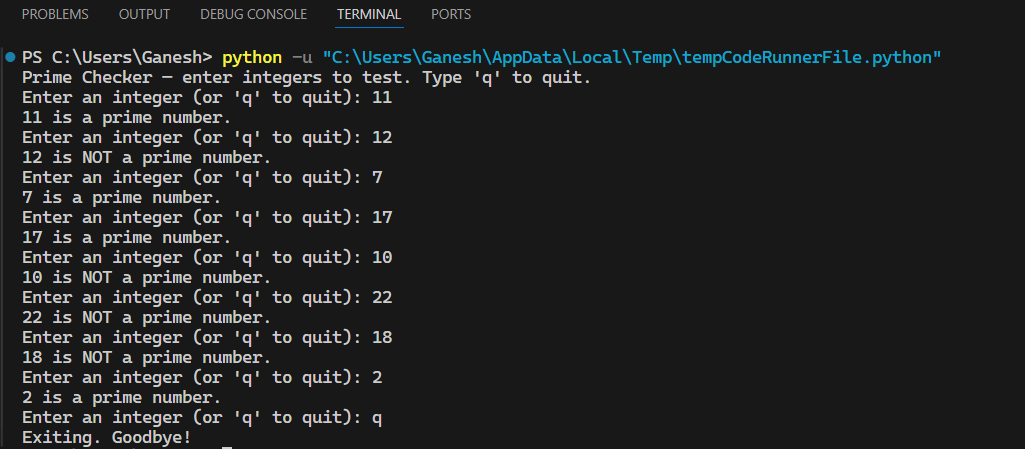 PROBLEMS OUTPUT DEBUG CONSOLE TERMINAL PORTS
PS C:\Users\Ganesh> python -u "C:\Users\Ganesh\AppData\Local\Temp\tempCodeRunnerFile.python"
Prime Checker — enter integers to test. Type 'q' to quit.
Enter an integer (or 'q' to quit): 11
11 is a prime number.
Enter an integer (or 'q' to quit): 12
12 is NOT a prime number.
Enter an integer (or 'q' to quit): 7
7 is a prime number.
Enter an integer (or 'q' to quit): 17
17 is a prime number.
Enter an integer (or 'q' to quit): 10
10 is NOT a prime number.
Enter an integer (or 'q' to quit): 22
22 is NOT a prime number.
Enter an integer (or 'q' to quit): 18
18 is NOT a prime number.
Enter an integer (or 'q' to quit): 2
2 is a prime number.
Enter an integer (or 'q' to quit): q
Exiting. Goodbye!